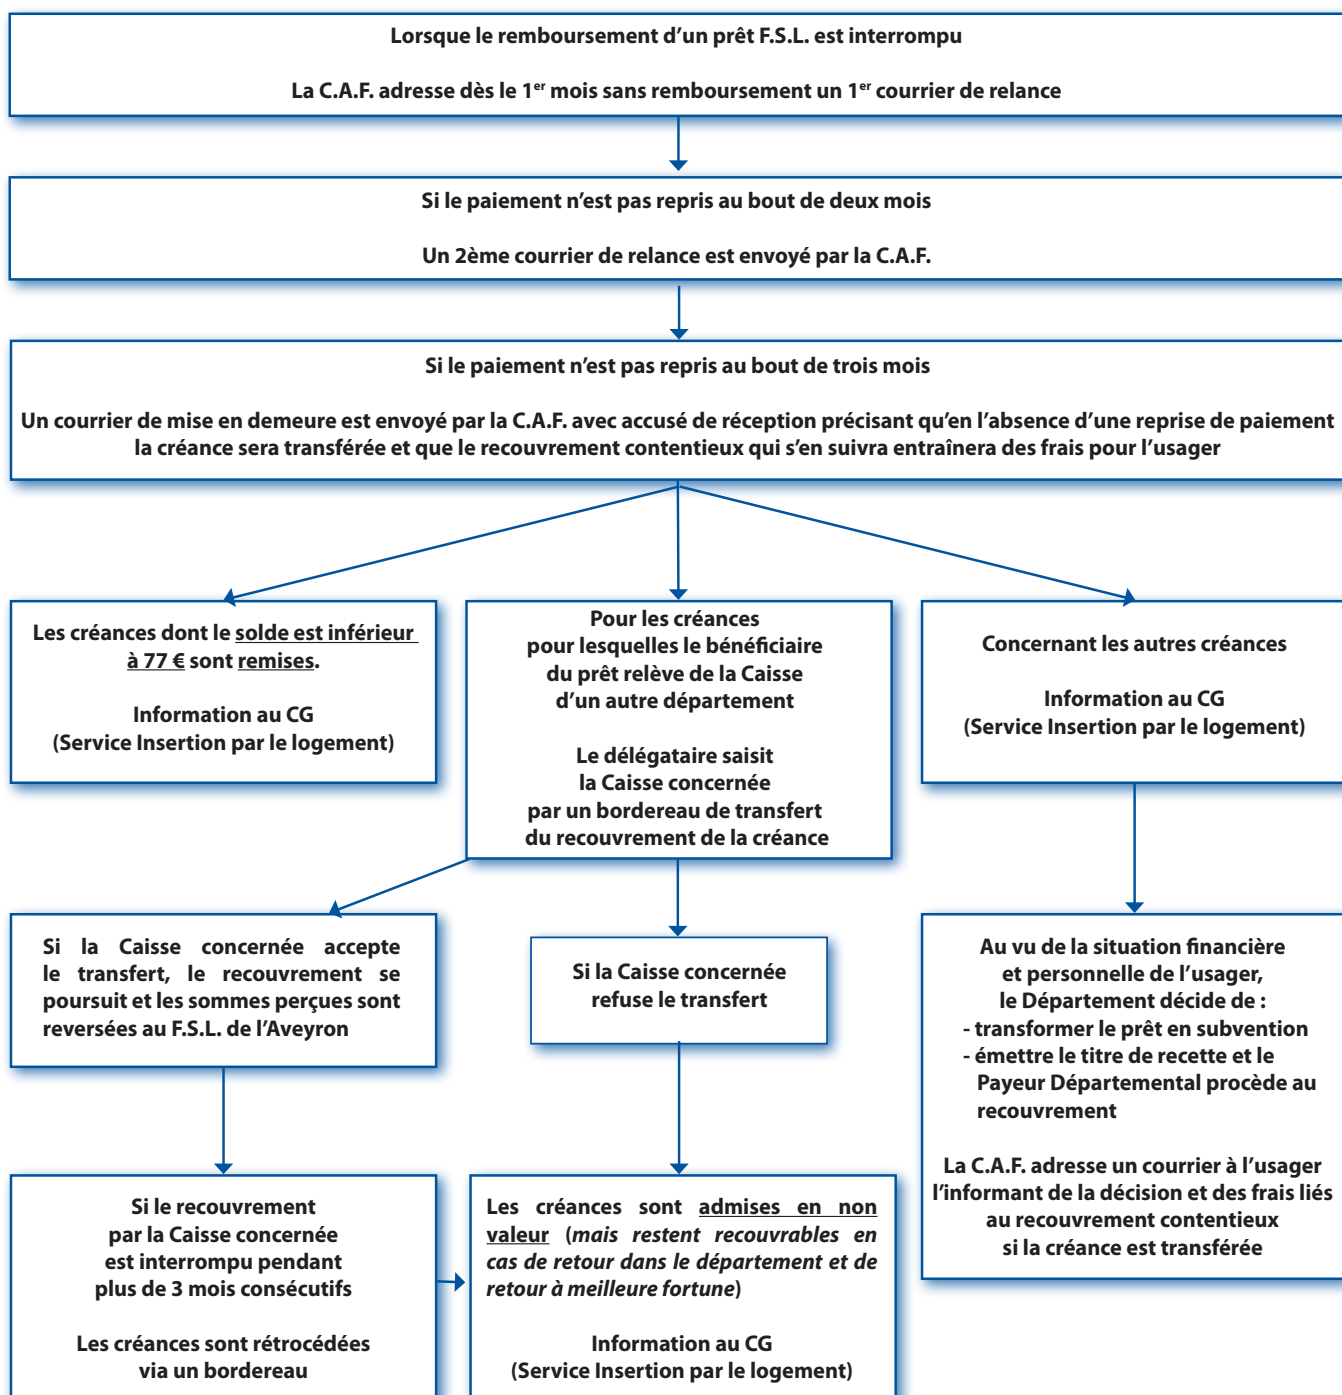 Lorsque le remboursement d’un prêt F.S.L. est interrompu
La C.A.F. adresse dès le 1er mois sans remboursement un 1er courrier de relance
Si le paiement n’est pas repris au bout de deux mois
Un 2ème courrier de relance est envoyé par la C.A.F.
Si le paiement n’est pas repris au bout de trois mois
Un courrier de mise en demeure est envoyé par la C.A.F. avec accusé de réception précisant qu’en l’absence d’une reprise de paiement
la créance sera transférée et que le recouvrement contentieux qui s’en suivra entraînera des frais pour l’usager
Les créances dont le solde est inférieur
à 77 € sont remises.
Information au CG
(Service Insertion par le logement)
Pour les créances
pour lesquelles le bénéficiaire
du prêt relève de la Caisse
d’un autre département
Le délégataire saisit
la Caisse concernée
par un bordereau de transfert
du recouvrement de la créance
Concernant les autres créances
Information au CG
(Service Insertion par le logement)
Si la Caisse concernée accepte
le transfert, le recouvrement se
poursuit et les sommes perçues sont
reversées au F.S.L. de l’Aveyron
Si la Caisse concernée
refuse le transfert
Au vu de la situation financière
et personnelle de l’usager,
le Département décide de :
- transformer le prêt en subvention
- émettre le titre de recette et le
Payeur Départemental procède au
recouvrement
La C.A.F. adresse un courrier à l’usager
l’informant de la décision et des frais liés
au recouvrement contentieux
si la créance est transférée
Si le recouvrement
par la Caisse concernée
est interrompu pendant
plus de 3 mois consécutifs
Les créances sont rétrocédées
via un bordereau
Les créances sont admises en non
valeur (mais restent recouvrables en
cas de retour dans le département et de
retour à meilleure fortune)
Information au CG
(Service Insertion par le logement)